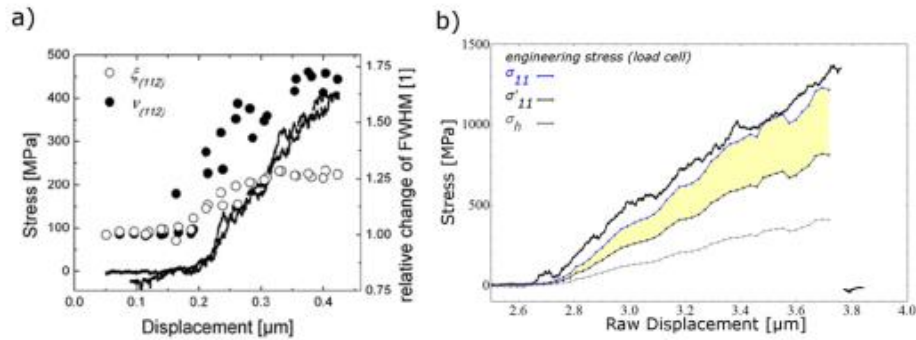 a)
500
400
300
200
100
0
Stress [MPa]
ξ(112)
ν(112)
1.75
1.50
1.25
1.00
0.75
relative change of FWHM [1]
0.0 0.1 0.2 0.3 0.4
Displacement [µm]
b)
1500
1000
500
0
Stress [MPa]
engineering stress (load cell)
σ11
σ'11
σh
2.6 2.8 3.0 3.2 3.4 3.6 3.8 4.0
Raw Displacement [µm]